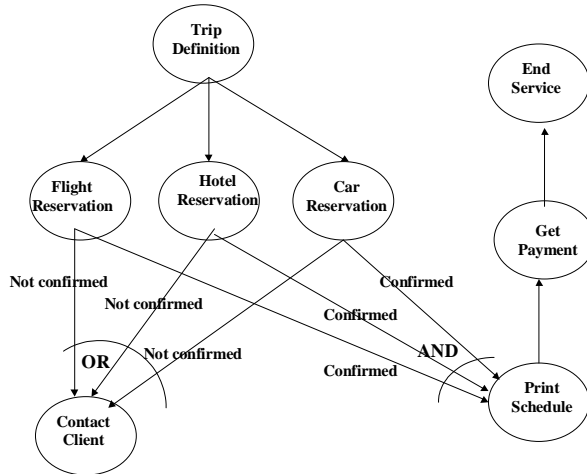 Trip
Definition
End
Service
Flight
Reservation
Hotel
Reservation
Car
Reservation
Get
Payment
Not confirmed
Not confirmed
Confirmed
Confirmed
Not confirmed
OR
AND
Confirmed
Contact
Client
Print
Schedule